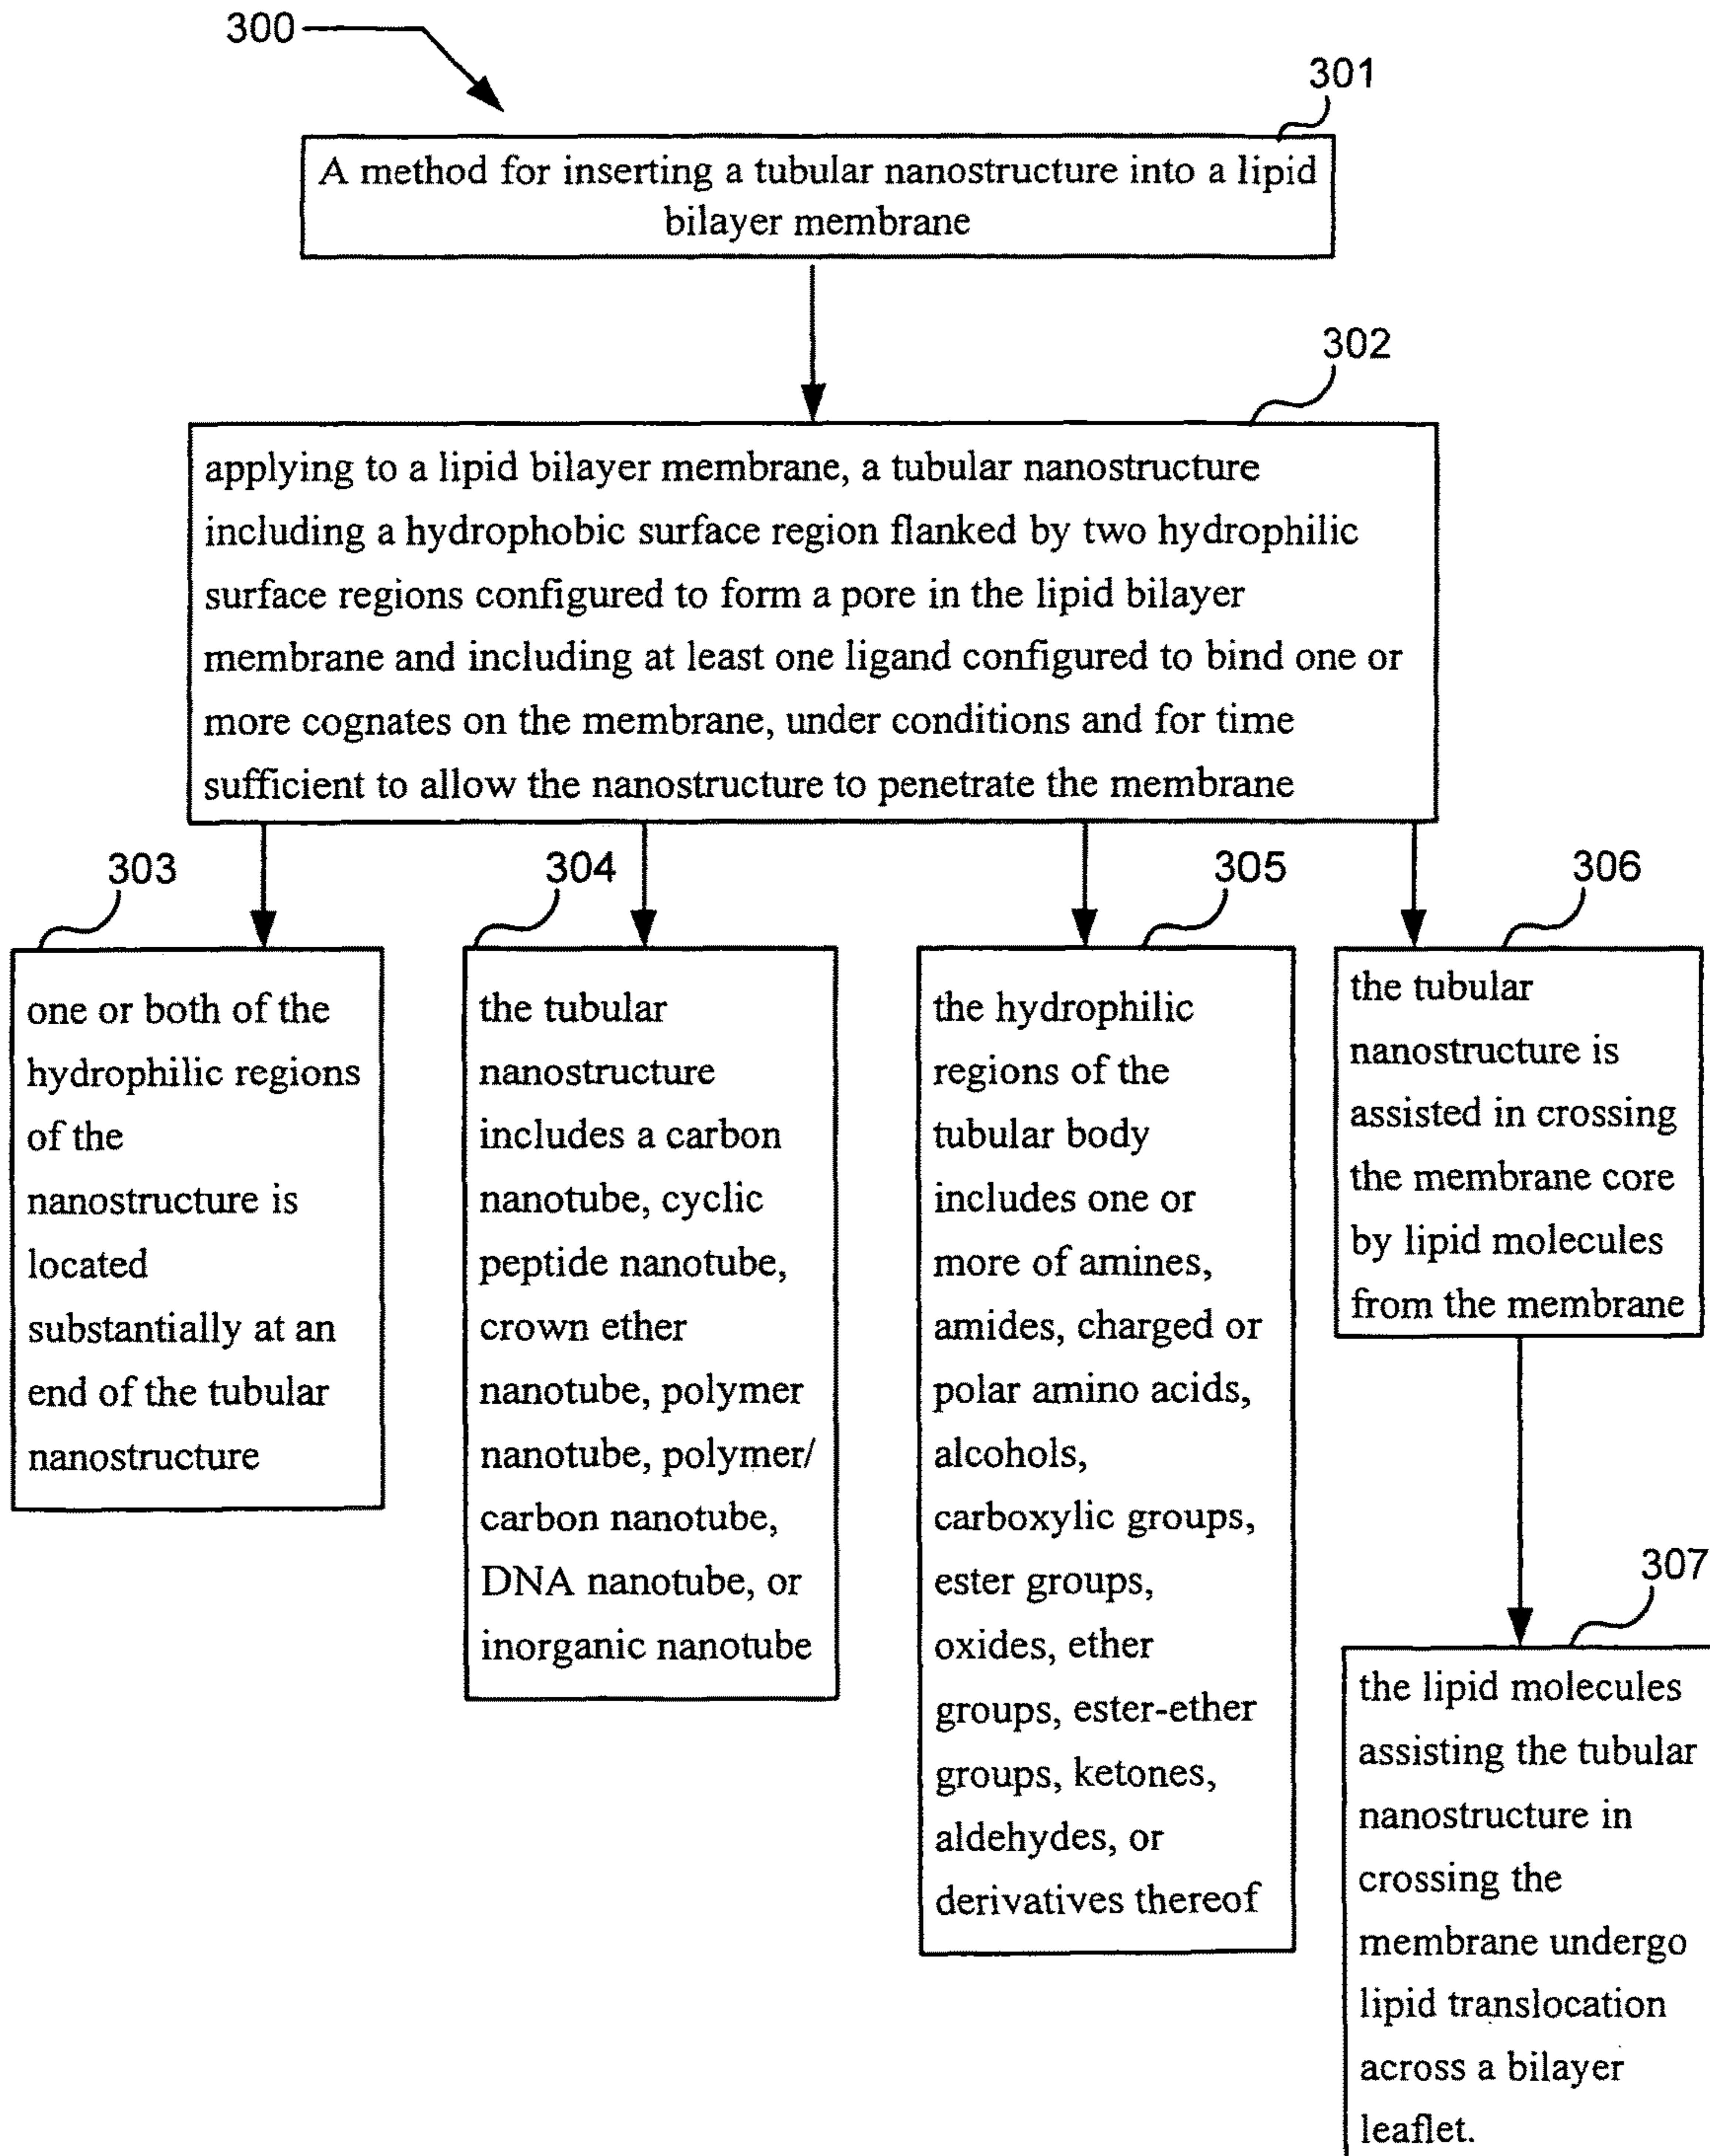 300
301
A method for inserting a tubular nanostructure into a lipid
bilayer membrane
302
applying to a lipid bilayer membrane, a tubular nanostructure
including a hydrophobic surface region flanked by two hydrophilic
surface regions configured to form a pore in the lipid bilayer
membrane and including at least one ligand configured to bind one or
more cognates on the membrane, under conditions and for time
sufficient to allow the nanostructure to penetrate the membrane
303
one or both of the
hydrophilic regions
of the
nanostructure is
located
substantially at an
end of the tubular
nanostructure
304
the tubular
nanostructure
includes a carbon
nanotube, cyclic
peptide nanotube,
crown ether
nanotube, polymer
nanotube, polymer/
carbon nanotube,
DNA nanotube, or
inorganic nanotube
305
the hydrophilic
regions of the
tubular body
includes one or
more of amines,
amides, charged or
polar amino acids,
alcohols,
carboxylic groups,
ester groups,
oxides, ether
groups, ester-ether
groups, ketones,
aldehydes, or
derivatives thereof
306
the tubular
nanostructure is
assisted in crossing
the membrane core
by lipid molecules
from the membrane
307
the lipid molecules
assisting the tubular
nanostructure in
crossing the
membrane undergo
lipid translocation
across a bilayer
leaflet.